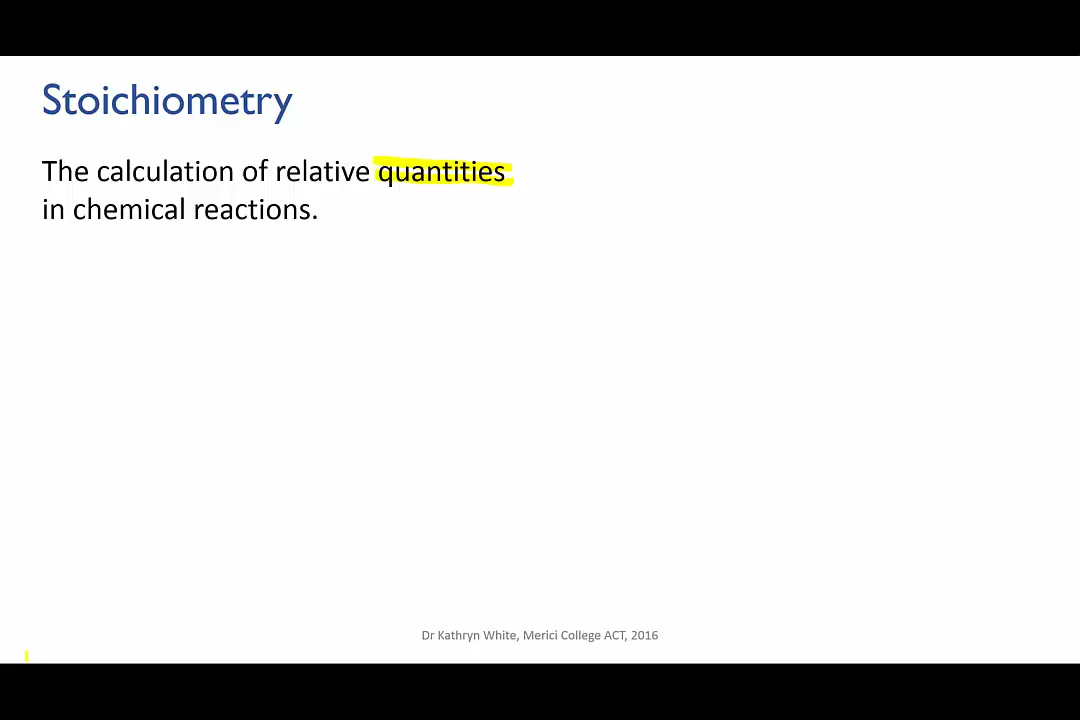 Stoichiometry
The calculation of relative quantities
in chemical reactions.
Dr Kathryn White, Merici College ACT, 2016